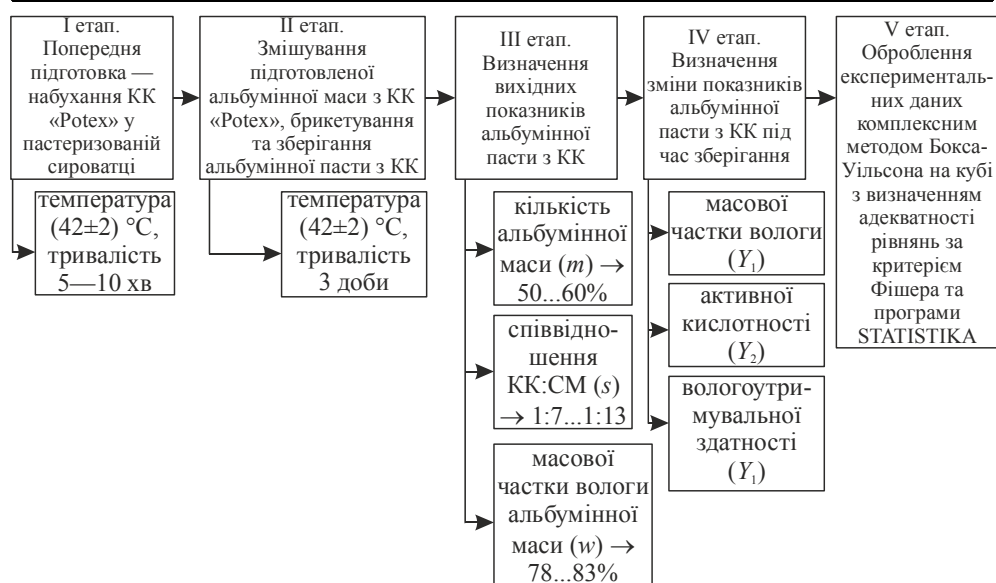 І етап.
Попередня
підготовка —
набухання КК
«Potex» у
пастеризованій
сироватці
температура
(42±2) °C,
тривалість
5—10 хв
ІІ етап.
Змішування
підготовленої
альбумінної маси з КК
«Potex», брикетування
та зберігання
альбумінної пасти з КК
температура
(42±2) °C,
тривалість
3 доби
ІІІ етап.
Визначення
вихідних
показників
альбумінної
пасти з КК
кількість
альбумінної
маси (m) →
50...60%
співвідно-
шення
КК:СМ (s)
→ 1:7...1:13
масової
частки вологи
альбумінної
маси (w) →
78...83%
IV етап.
Визначення
зміни показників
альбумінної
пасти з КК під
час зберігання
масової
частки вологи
(Y₁)
активної
кислотності
(Y₂)
вологоутри-
мувальної
здатності
(Y₁)
V етап.
Оброблення
експерименталь-
них даних
комплексним
методом Бокса-
Уільсона на кубі
з визначенням
адекватності
рівнянь за
критерієм
Фішера та
програми
STATISTIKA